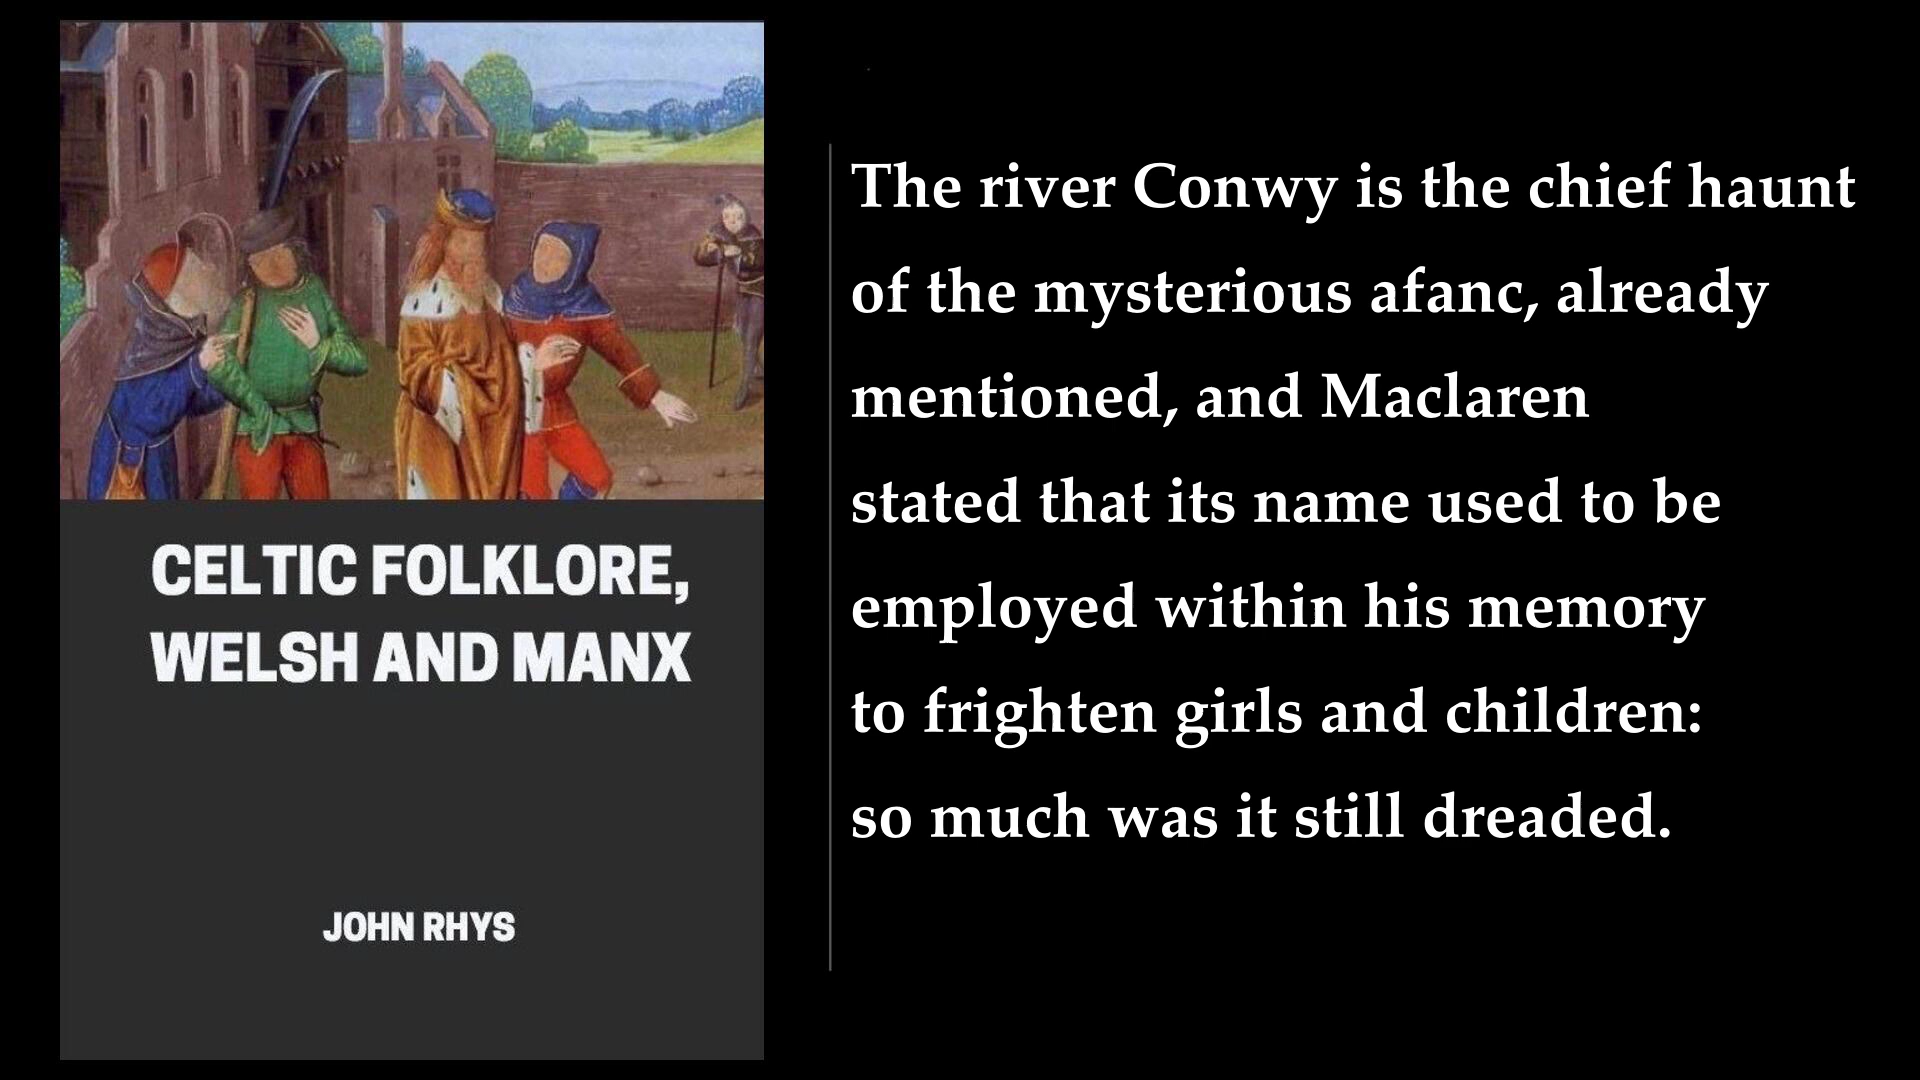 CELTIC FOLKLORE,
WELSH AND MANX
JOHN RHYS
The river Conwy is the chief haunt
of the mysterious afanc, already
mentioned, and Maclaren
stated that its name used to be
employed within his memory
to frighten girls and children:
so much was it still dreaded.